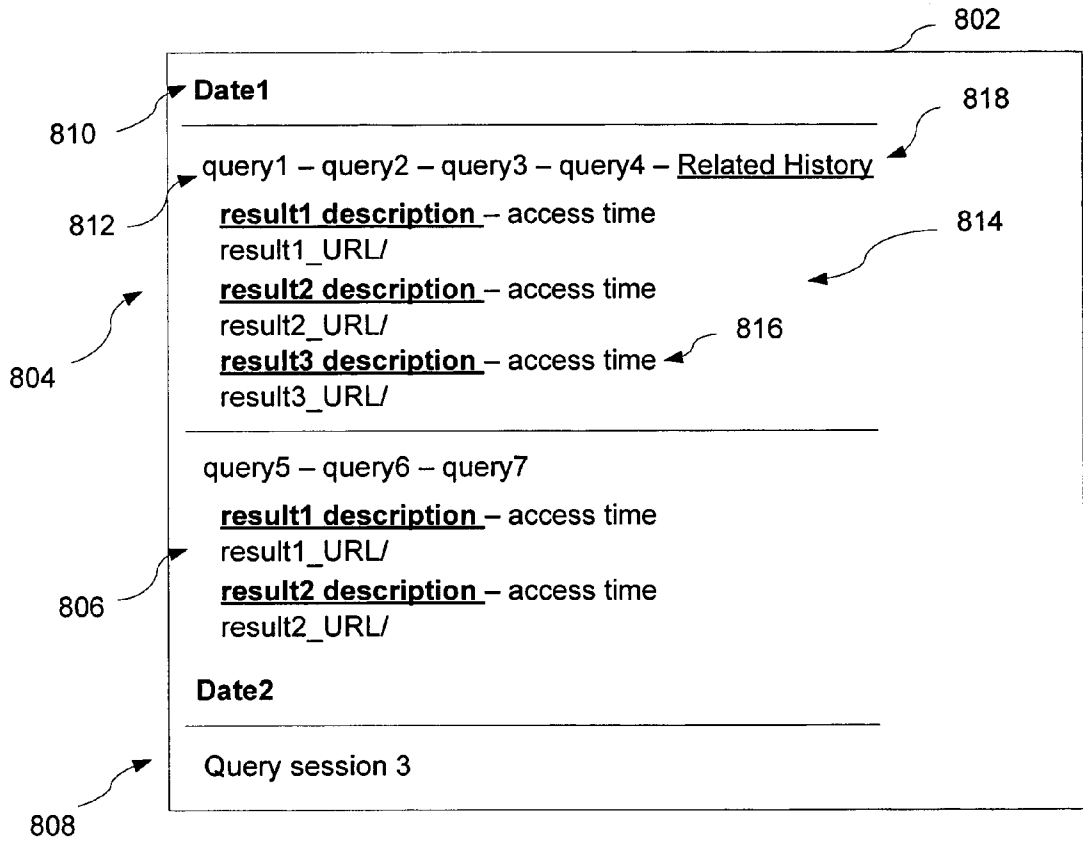 802
Date1
810
818
query1 – query2 – query3 – query4 – Related History
812
result1 description – access time
814
result1_URL/
result2 description – access time
result2_URL/
816
804
result3 description – access time
result3_URL/
query5 – query6 – query7
result1 description – access time
result1_URL/
806
result2 description – access time
result2_URL/
Date2
Query session 3
808